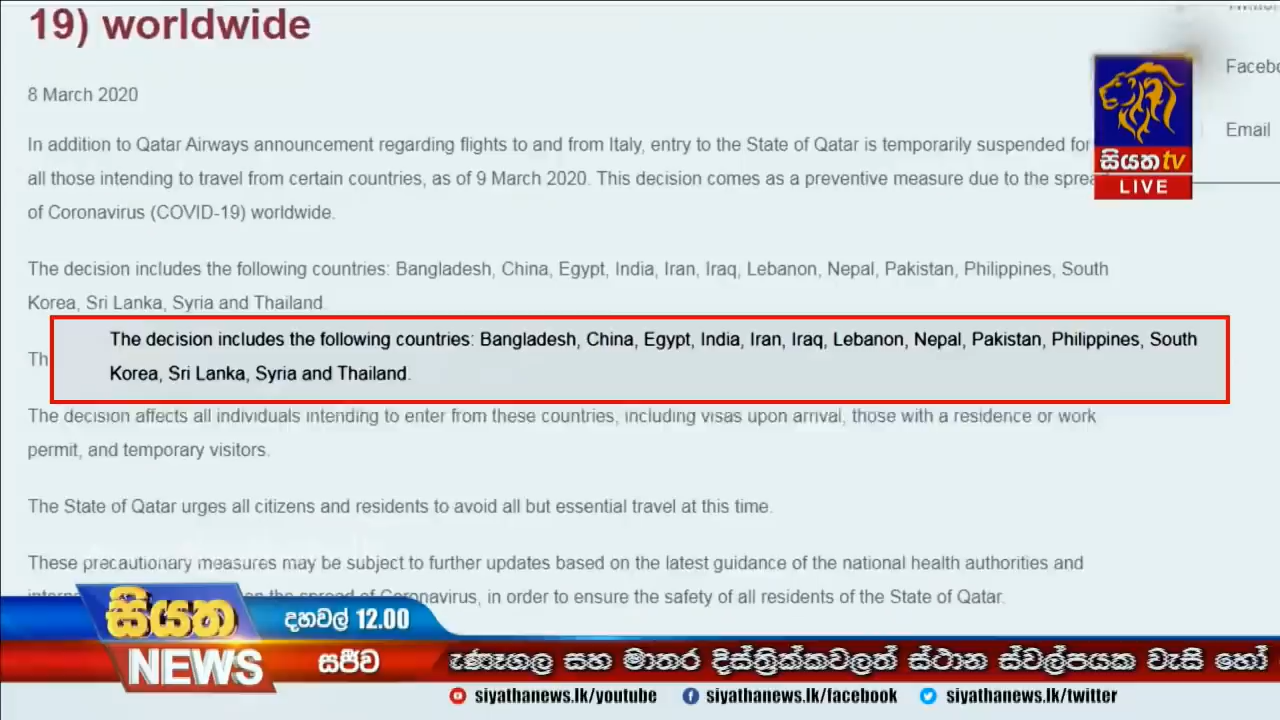 19) worldwide
8 March 2020
Facebo
Email
In addition to Qatar Airways announcement regarding flights to and from Italy, entry to the State of Qatar is temporarily suspended for
all those intending to travel from certain countries, as of 9 March 2020. This decision comes as a preventive measure due to the sprea
of Coronavirus (COVID-19) worldwide.
සියත tv
LIVE
The decision includes the following countries: Bangladesh, China, Egypt, India, Iran, Iraq, Lebanon, Nepal, Pakistan, Philippines, South
Korea, Sri Lanka, Syria and Thailand.
The decision includes the following countries: Bangladesh, China, Egypt, India, Iran, Iraq, Lebanon, Nepal, Pakistan, Philippines, South
Korea, Sri Lanka, Syria and Thailand.
Th
The decision affects all individuals intending to enter from these countries, including visas upon arrival, those with a residence or work
permit, and temporary visitors.
The State of Qatar urges all citizens and residents to avoid all but essential travel at this time.
These precautionary measures may be subject to further updates based on the latest guidance of the national health authorities and
on the spread of Coronavirus, in order to ensure the safety of all residents of the State of Qatar.
සියත
NEWS
දහවල් 12.00
සජීව
සහ මාතර දිස්ත්‍රික්කවලත් ස්ථාන ස්වල්පයක වැසි හෝ
siyathanews.lk/youtube
siyathanews.lk/facebook
siyathanews.lk/twitter